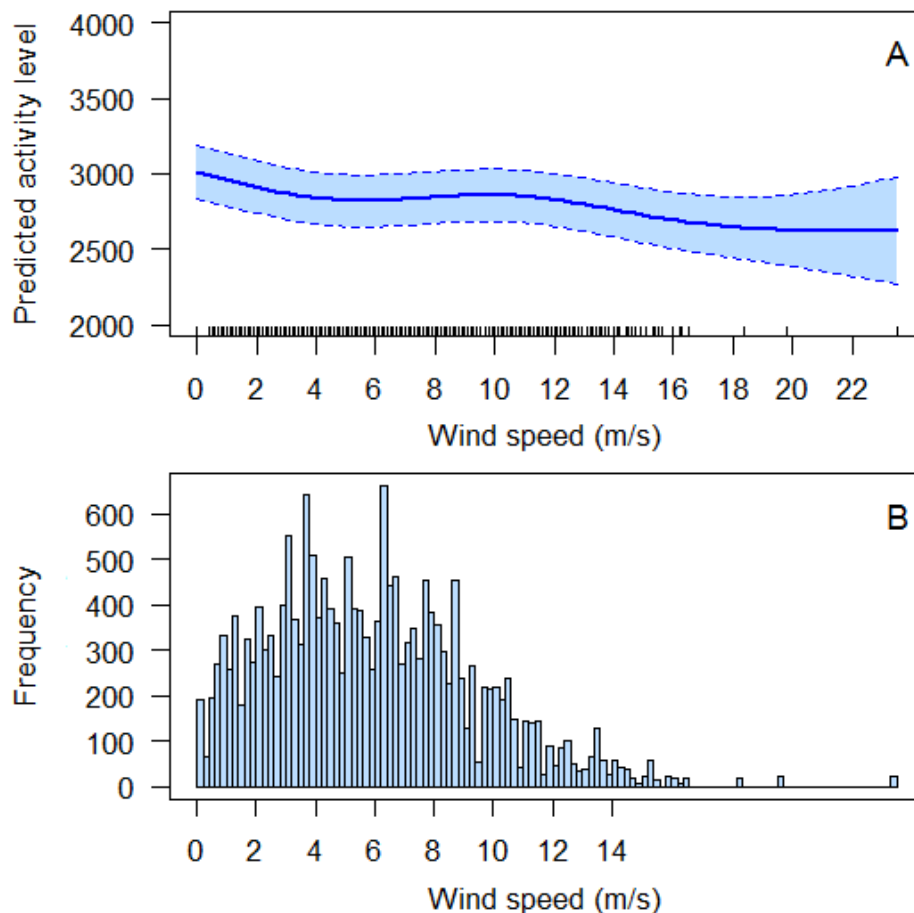 A
Predicted activity level
4000
3500
3000
2500
2000
0 2 4 6 8 10 12 14 16 18 20 22
Wind speed (m/s)
B
Frequency
600
500
400
300
200
100
0
0 2 4 6 8 10 12 14
Wind speed (m/s)